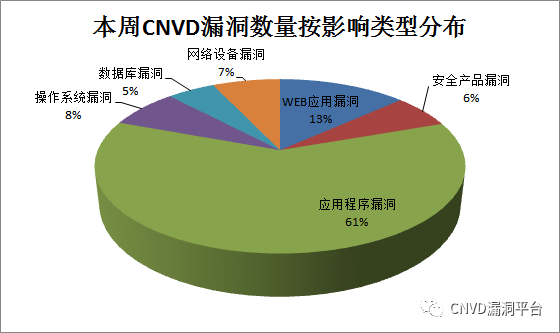 本周CNVD漏洞数量按影响类型分布
网络设备漏洞
7%
数据库漏洞
5%
操作系统漏洞
8%
WEB应用漏洞
13%
安全产品漏洞
6%
应用程序漏洞
61%
CNVD漏洞平台